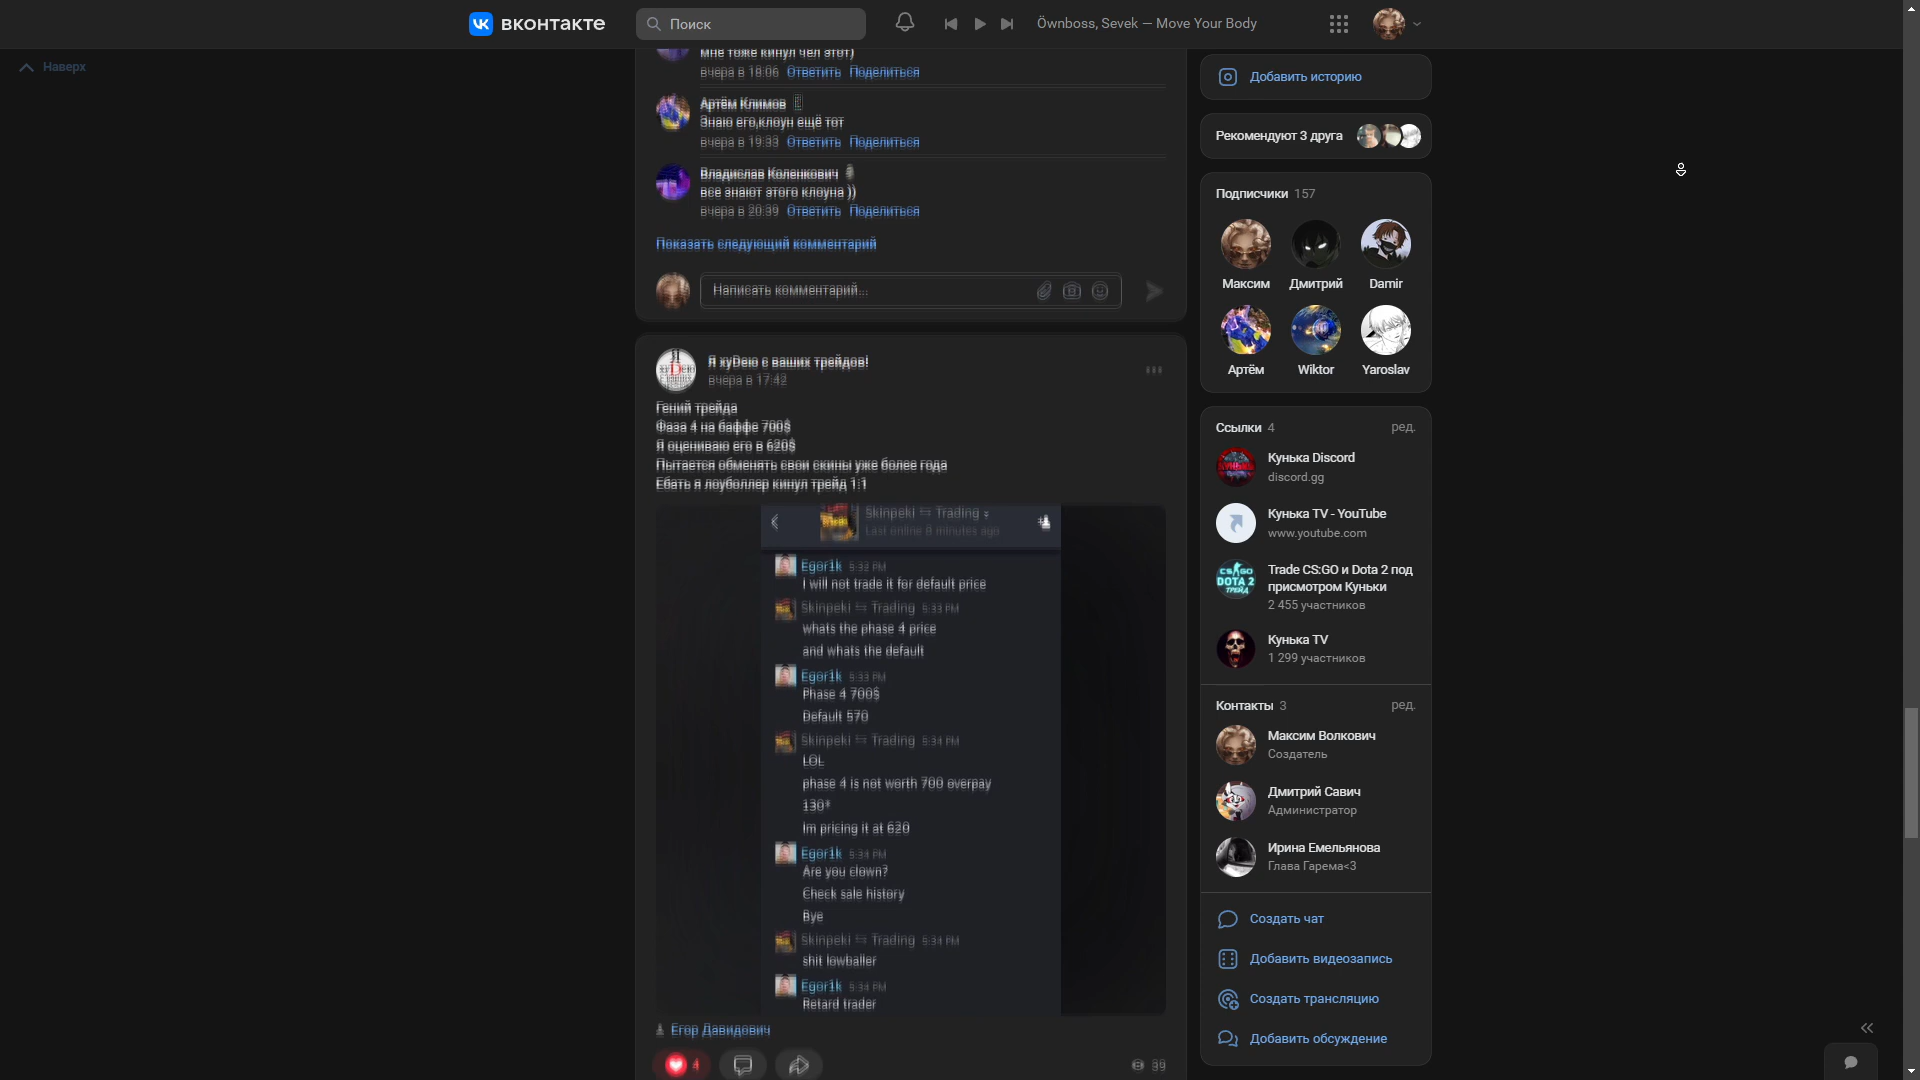 вконтакте
Поиск
Öwnboss, Sevek — Move Your Body
Наверх
мне тоже кинул чел этот)
вчера в 18:06 Ответить Поделиться
Артём Климов
Знаю его,клоун ещё тот
вчера в 19:33 Ответить Поделиться
Владислав Коленкович
все знают этого клоуна ))
вчера в 20:39 Ответить Поделиться
Показать следующий комментарий
Написать комментарий...
Я хуDею с ваших трейдов!
вчера в 17:42
Гений трейда
Фаза 4 на баффе 700$
Я оцениваю его в 620$
Пытается обменять свои скины уже более года
Ебать я лоуболлер кинул трейд 1:1
Skinpeki ⇆ Trading
Last online 8 minutes ago
Egor1k 5:32 PM
I will not trade it for default price
Skinpeki ⇆ Trading 5:33 PM
whats the phase 4 price
and whats the default
Egor1k 5:33 PM
Phase 4 700$
Default 570
Skinpeki ⇆ Trading 5:34 PM
LOL
phase 4 is not worth 700 overpay
130*
Im pricing it at 620
Egor1k 5:34 PM
Are you clown?
Check sale history
Bye
Skinpeki ⇆ Trading 5:34 PM
shit lowballer
Egor1k 5:34 PM
Retard trader
Егор Давидович
4
39
Добавить историю
Рекомендуют 3 друга
Подписчики 157
Максим Дмитрий Damir
Артём Wiktor Yaroslav
Ссылки 4 ред.
Кунька Discord
discord.gg
Кунька TV - YouTube
www.youtube.com
CS:GO
DOTA 2
ТРЕЙД
Trade CS:GO и Dota 2 под
присмотром Куньки
2 455 участников
Кунька TV
1 299 участников
Контакты 3 ред.
Максим Волкович
Создатель
Дмитрий Савич
Администратор
Ирина Емельянова
Глава Гарема<3
Создать чат
Добавить видеозапись
Создать трансляцию
Добавить обсуждение